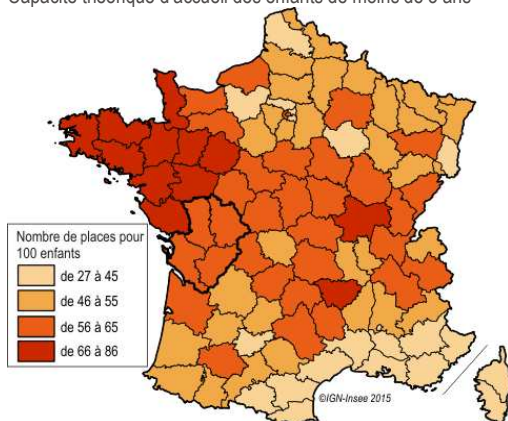 Capacité théorique d'accueil des enfants de moins de 3 ans
Nombre de places pour
100 enfants
de 27 à 45
de 46 à 55
de 56 à 65
de 66 à 86
©IGN-Insee 2015